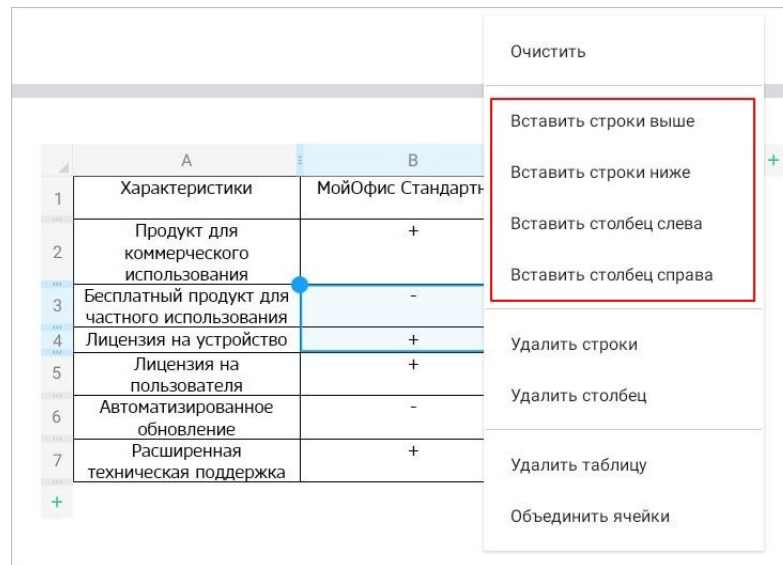 A
B
1
Характеристики
МойОфис Стандартн
2
Продукт для
коммерческого
использования
+
3
Бесплатный продукт для
частного использования
-
4
Лицензия на устройство
+
5
Лицензия на
пользователя
+
6
Автоматизированное
обновление
-
7
Расширенная
техническая поддержка
+
+
+
Очистить
Вставить строки выше
Вставить строки ниже
Вставить столбец слева
Вставить столбец справа
Удалить строки
Удалить столбец
Удалить таблицу
Объединить ячейки